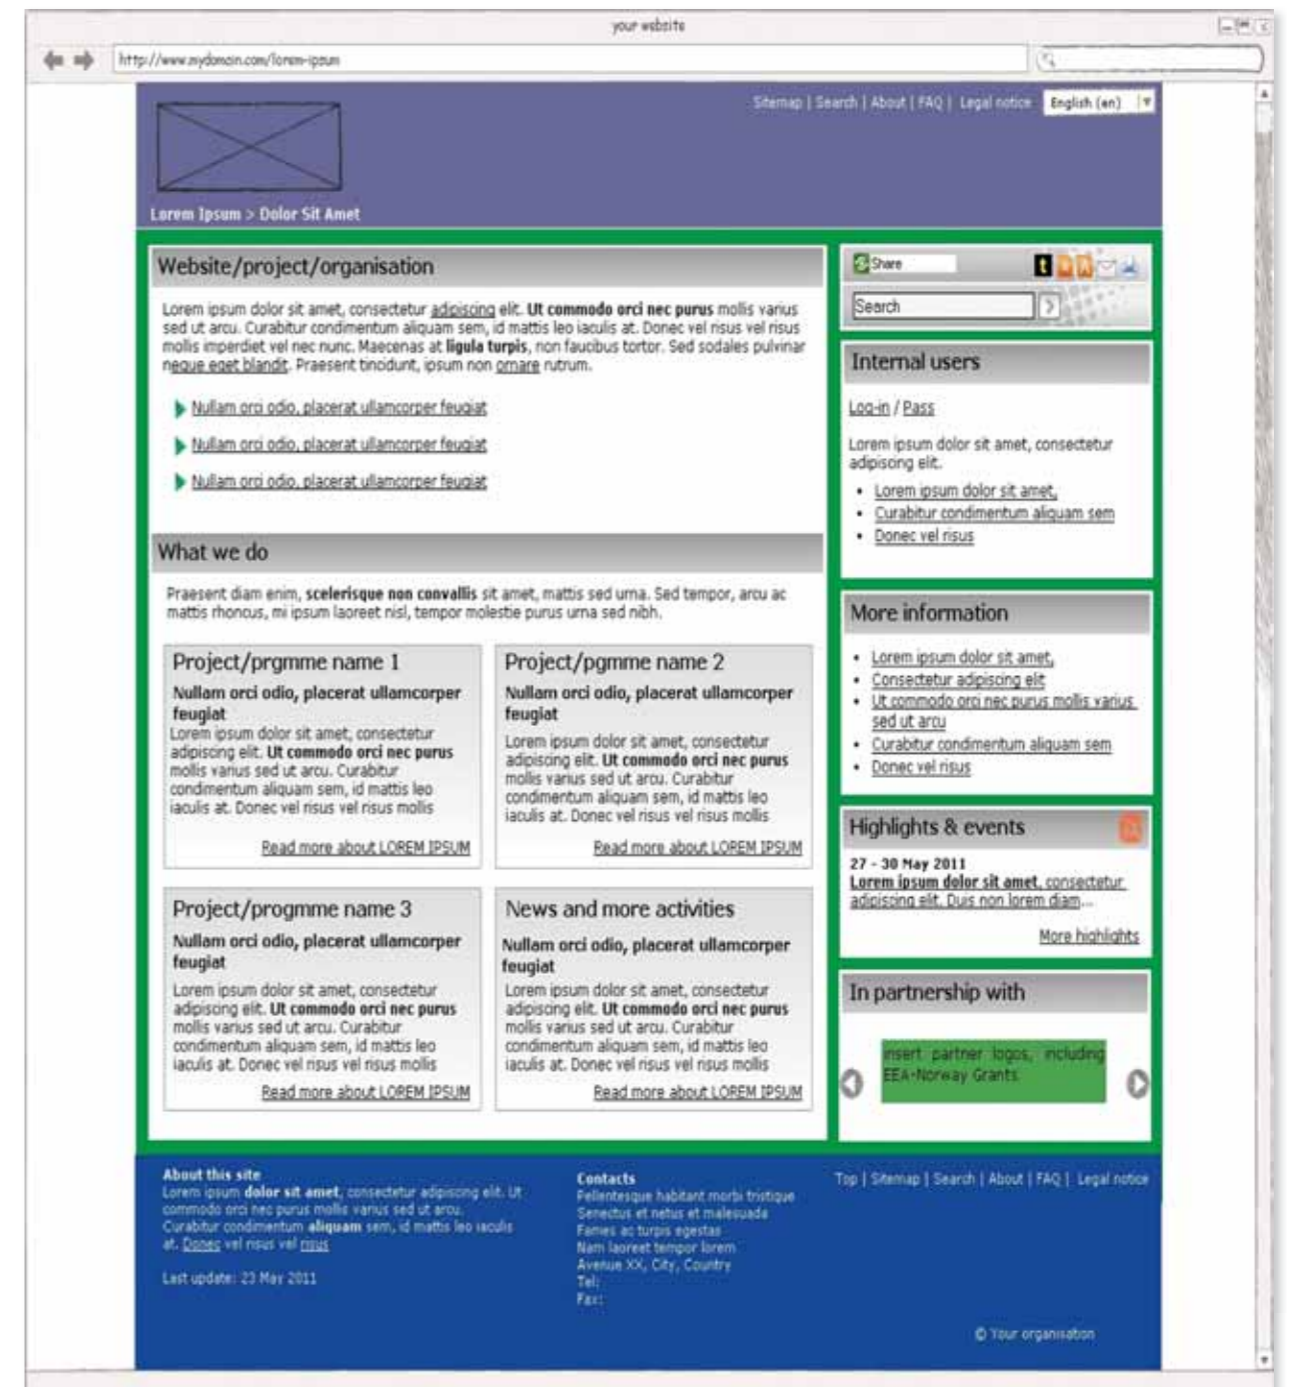 your website
http://www.mydomain.com/lorem-ipsum
Sitemap | Search | About | FAQ | Legal notice English (en)
Lorem Ipsum > Dolor Sit Amet
Website/project/organisation
Lorem ipsum dolor sit amet, consectetur adipiscing elit. Ut commodo orci nec purus mollis varius
sed ut arcu. Curabitur condimentum aliquam sem, id mattis leo iaculis at. Donec vel risus vel risus
mollis imperdiet vel nec nunc. Maecenas at ligula turpis, non faucibus tortor. Sed sodales pulvinar
neque eget blandit. Praesent tincidunt, ipsum non ornare rutrum.
Nullam orci odio, placerat ullamcorper feugiat
Nullam orci odio, placerat ullamcorper feugiat
Nullam orci odio, placerat ullamcorper feugiat
What we do
Praesent diam enim, scelerisque non convallis sit amet, mattis sed urna. Sed tempor, arcu ac
mattis rhoncus, mi ipsum laoreet nisl, tempor molestie purus urna sed nibh.
Project/prgmme name 1
Nullam orci odio, placerat ullamcorper
feugiat
Lorem ipsum dolor sit amet, consectetur
adipiscing elit. Ut commodo orci nec purus
mollis varius sed ut arcu. Curabitur
condimentum aliquam sem, id mattis leo
iaculis at. Donec vel risus vel risus mollis
Read more about LOREM IPSUM
Project/pgmme name 2
Nullam orci odio, placerat ullamcorper
feugiat
Lorem ipsum dolor sit amet, consectetur
adipiscing elit. Ut commodo orci nec purus
mollis varius sed ut arcu. Curabitur
condimentum aliquam sem, id mattis leo
iaculis at. Donec vel risus vel risus mollis
Read more about LOREM IPSUM
Project/progmme name 3
Nullam orci odio, placerat ullamcorper
feugiat
Lorem ipsum dolor sit amet, consectetur
adipiscing elit. Ut commodo orci nec purus
mollis varius sed ut arcu. Curabitur
condimentum aliquam sem, id mattis leo
iaculis at. Donec vel risus vel risus mollis
Read more about LOREM IPSUM
News and more activities
Nullam orci odio, placerat ullamcorper
feugiat
Lorem ipsum dolor sit amet, consectetur
adipiscing elit. Ut commodo orci nec purus
mollis varius sed ut arcu. Curabitur
condimentum aliquam sem, id mattis leo
iaculis at. Donec vel risus vel risus mollis
Read more about LOREM IPSUM
Share
Search
Internal users
Log-in / Pass
Lorem ipsum dolor sit amet, consectetur
adipiscing elit.
• Lorem ipsum dolor sit amet,
• Curabitur condimentum aliquam sem
• Donec vel risus
More information
• Lorem ipsum dolor sit amet,
• Consectetur adipiscing elit
• Ut commodo orci nec purus mollis varius
sed ut arcu
• Curabitur condimentum aliquam sem
• Donec vel risus
Highlights & events
27 - 30 May 2011
Lorem ipsum dolor sit amet, consectetur
adipiscing elit. Duis non lorem diam...
More highlights
In partnership with
insert partner logos, including
EEA-Norway Grants
About this site
Lorem ipsum dolor sit amet, consectetur adipiscing elit. Ut
commodo orci nec purus mollis varius sed ut arcu.
Curabitur condimentum aliquam sem, id mattis leo iaculis
at. Donec vel risus vel risus
Last update: 23 May 2011
Contacts
Pellentesque habitant morbi tristique
Senectus et netus et malesuada
Fames ac turpis egestas
Nam laoreet tempor lorem
Avenue XX, City, Country
Tel:
Fax:
Top | Sitemap | Search | About | FAQ | Legal notice
© Your organisation